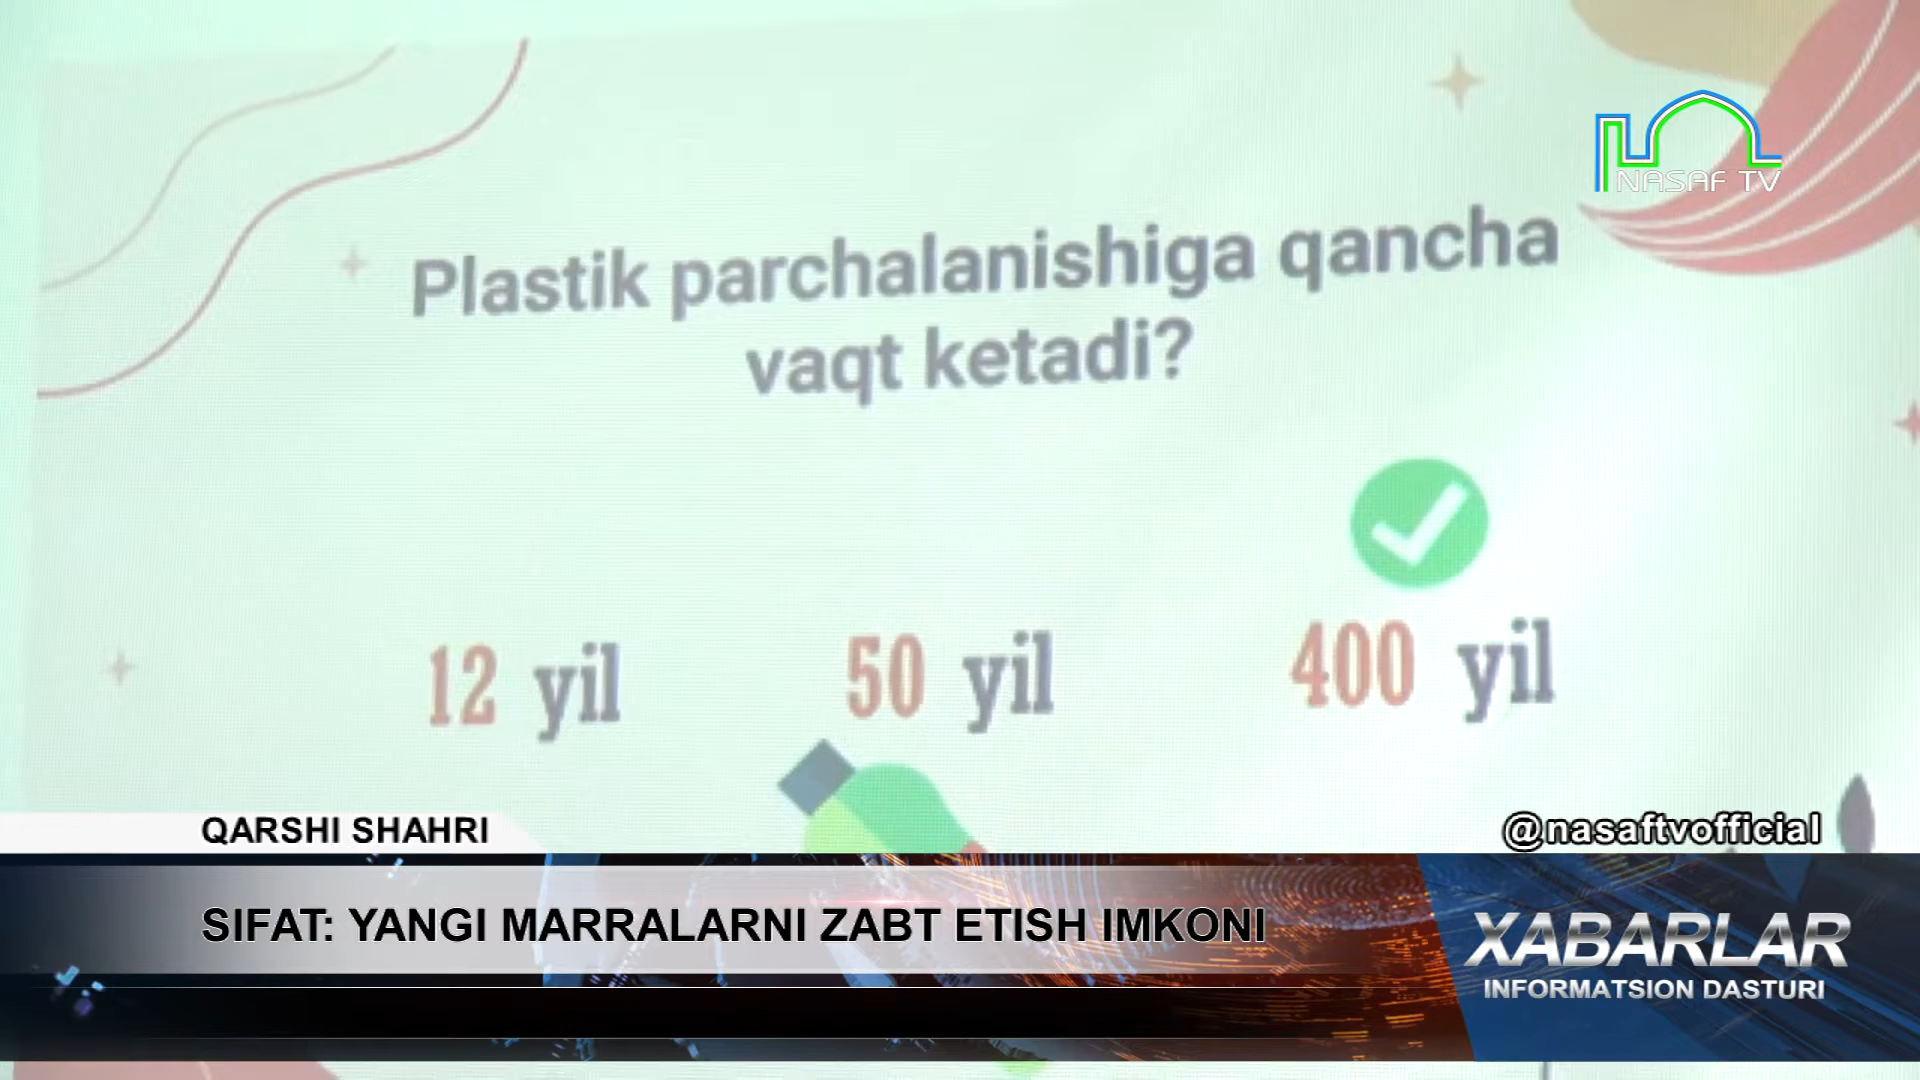 NASAF TV
Plastik parchalanishiga qancha
vaqt ketadi?
12 yil
50 yil
400 yil
QARSHI SHAHRI
@nasaftvofficial
SIFAT: YANGI MARRALARNI ZABT ETISH IMKONI
XABARLAR
INFORMATSION DASTURI